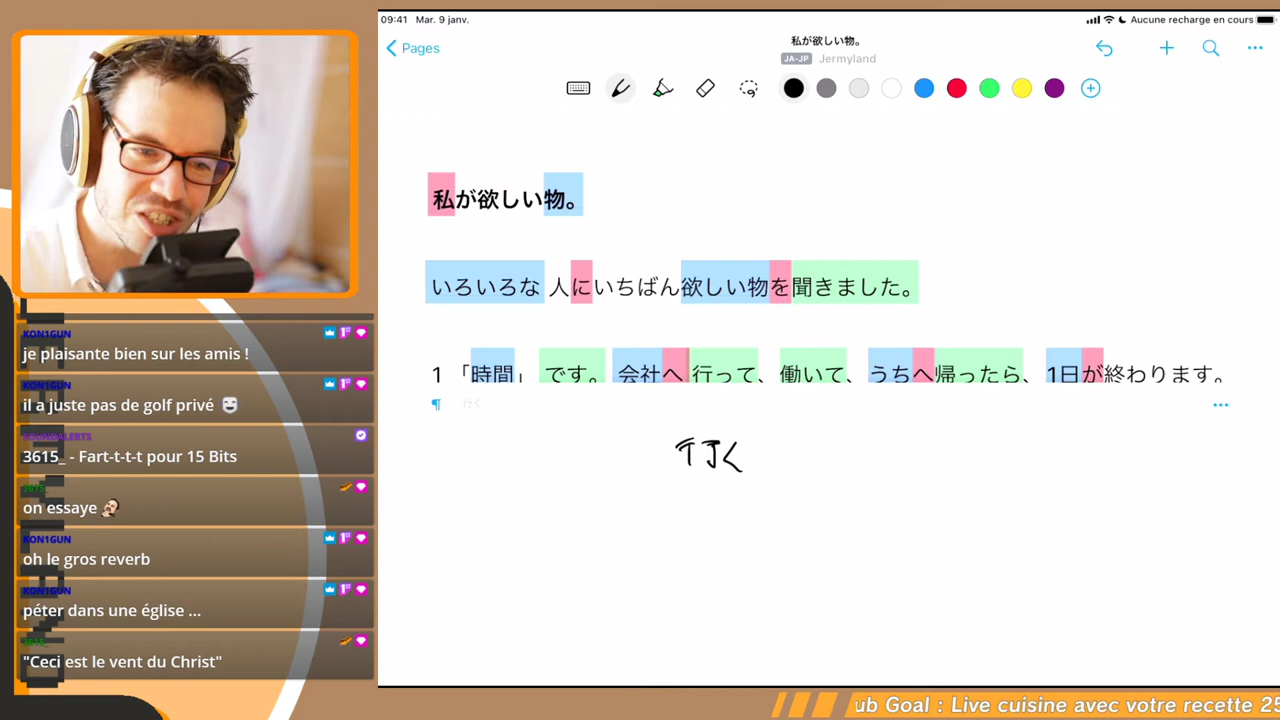 09:41 Mar. 9 janv.
Aucune recharge en cours
Pages
私が欲しい物。
JA-JP Jermyland
私が欲しい物。
いろいろな 人にいちばん欲しい物を聞きました。
1 「時間」 です。 会社へ 行って、働いて、うちへ帰ったら、1日が終わります。
行く
行く
KON1GUN
je plaisante bien sur les amis !
KON1GUN
il a juste pas de golf privé
SOUNDALERTS
3615_ - Fart-t-t-t pour 15 Bits
3615_
on essaye
KON1GUN
oh le gros reverb
KON1GUN
péter dans une église ...
3615_
"Ceci est le vent du Christ"
ub Goal : Live cuisine avec votre recette 25